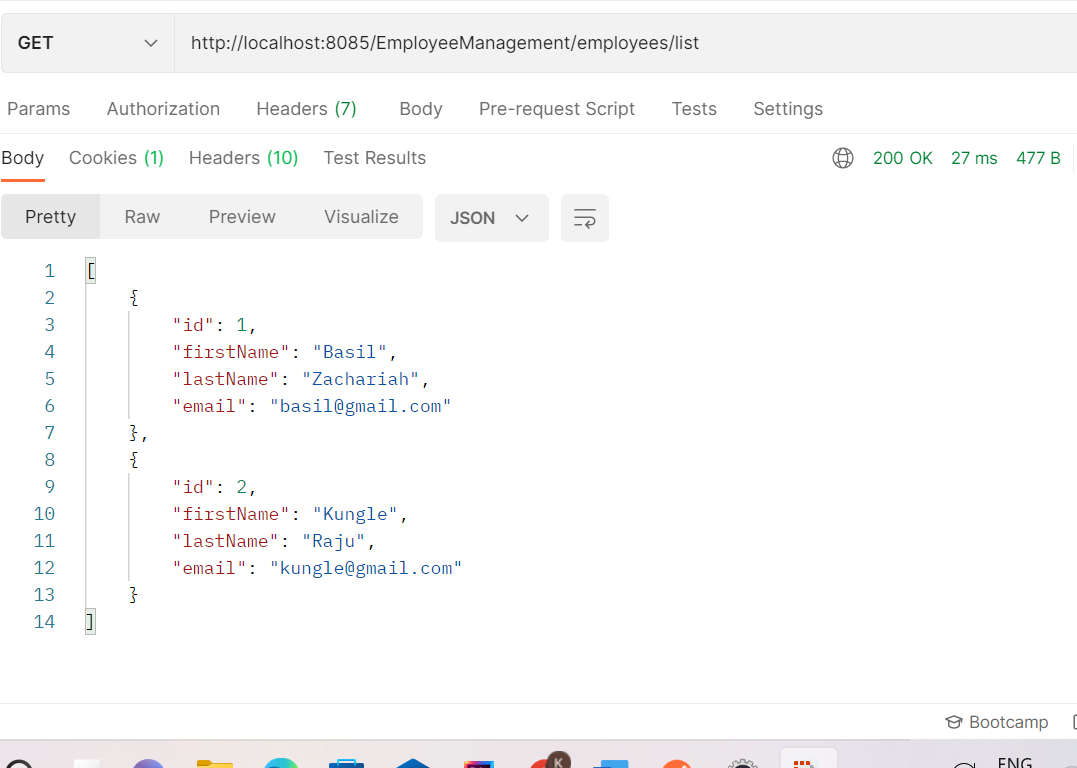 GET http://localhost:8085/EmployeeManagement/employees/list
Params Authorization Headers (7) Body Pre-request Script Tests Settings
Body Cookies (1) Headers (10) Test Results 200 OK 27 ms 477 B
Pretty Raw Preview Visualize JSON
1 [
2 {
3 "id": 1,
4 "firstName": "Basil",
5 "lastName": "Zachariah",
6 "email": "basil@gmail.com"
7 },
8 {
9 "id": 2,
10 "firstName": "Kungle",
11 "lastName": "Raju",
12 "email": "kungle@gmail.com"
13 }
14 ]
Bootcamp
K
ENG